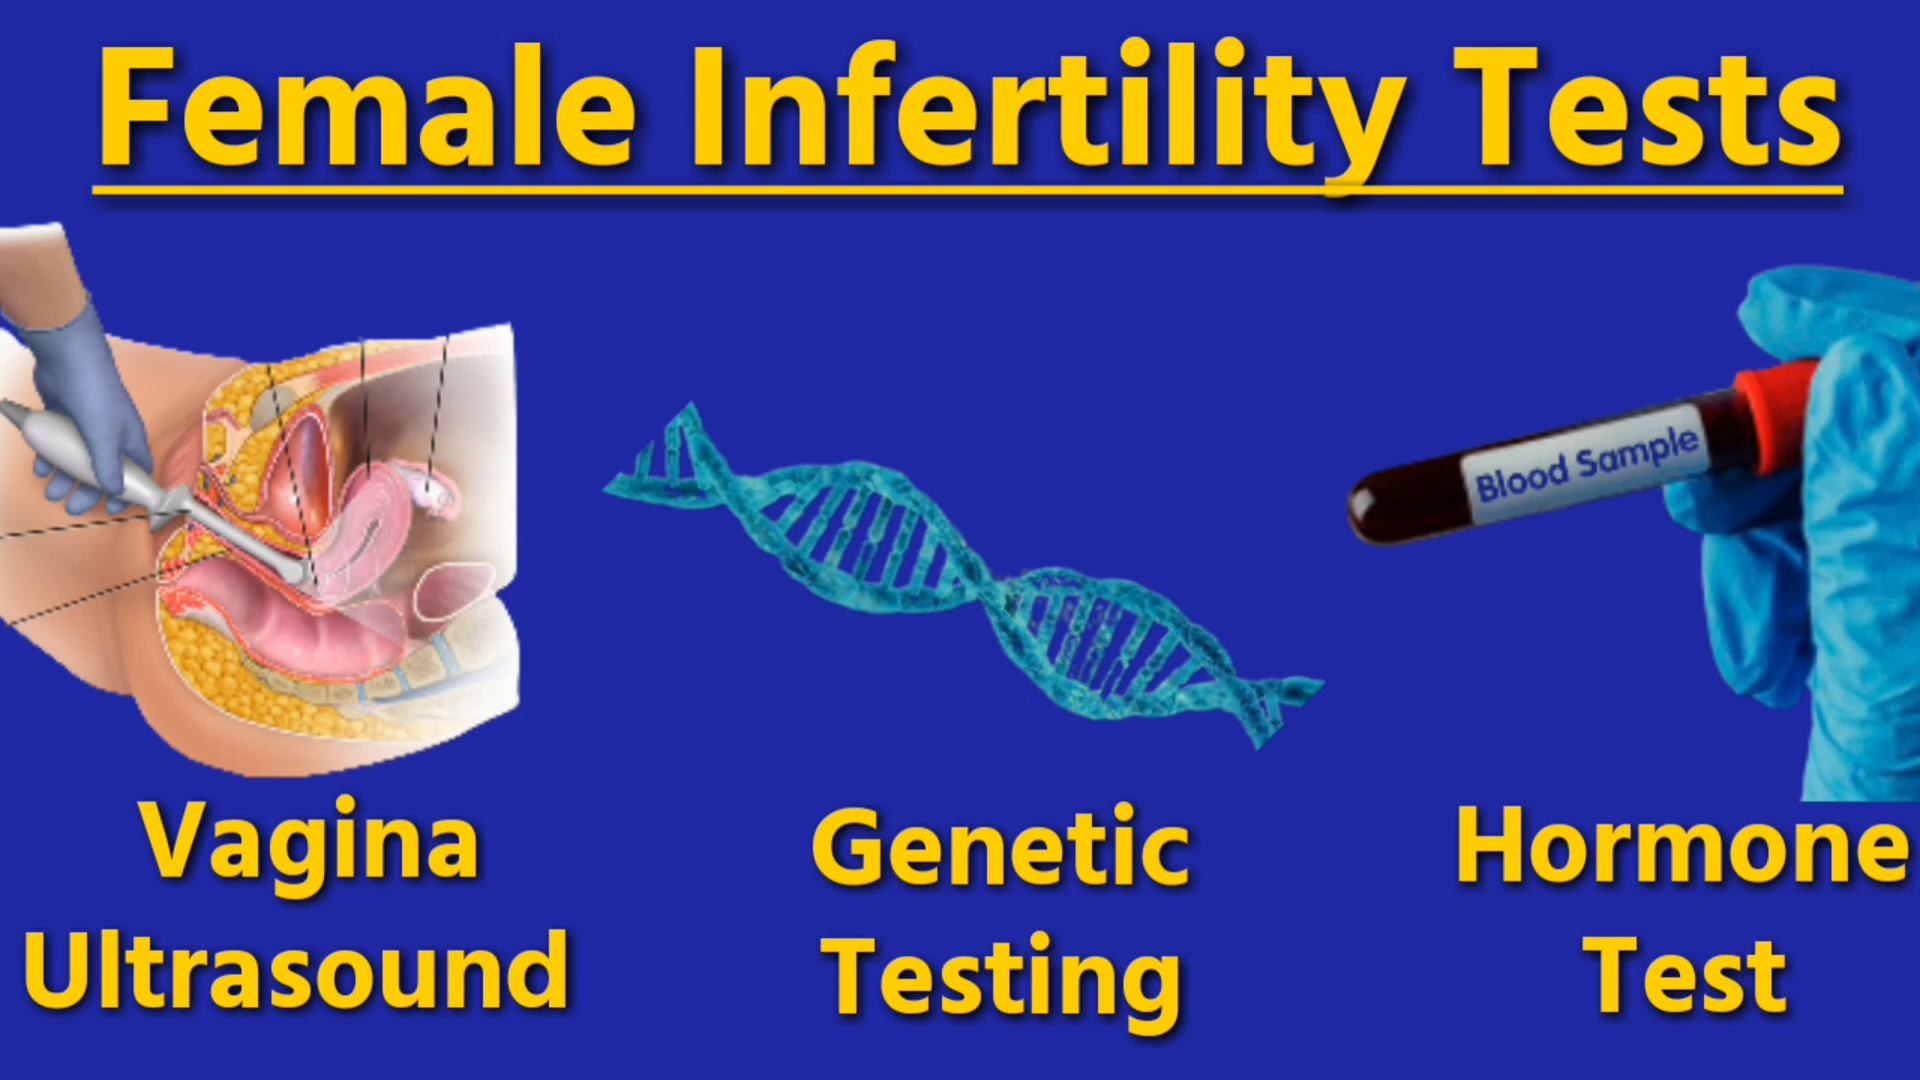 Female Infertility Tests
Blood Sample
Vagina
Ultrasound
Genetic
Testing
Hormone
Test